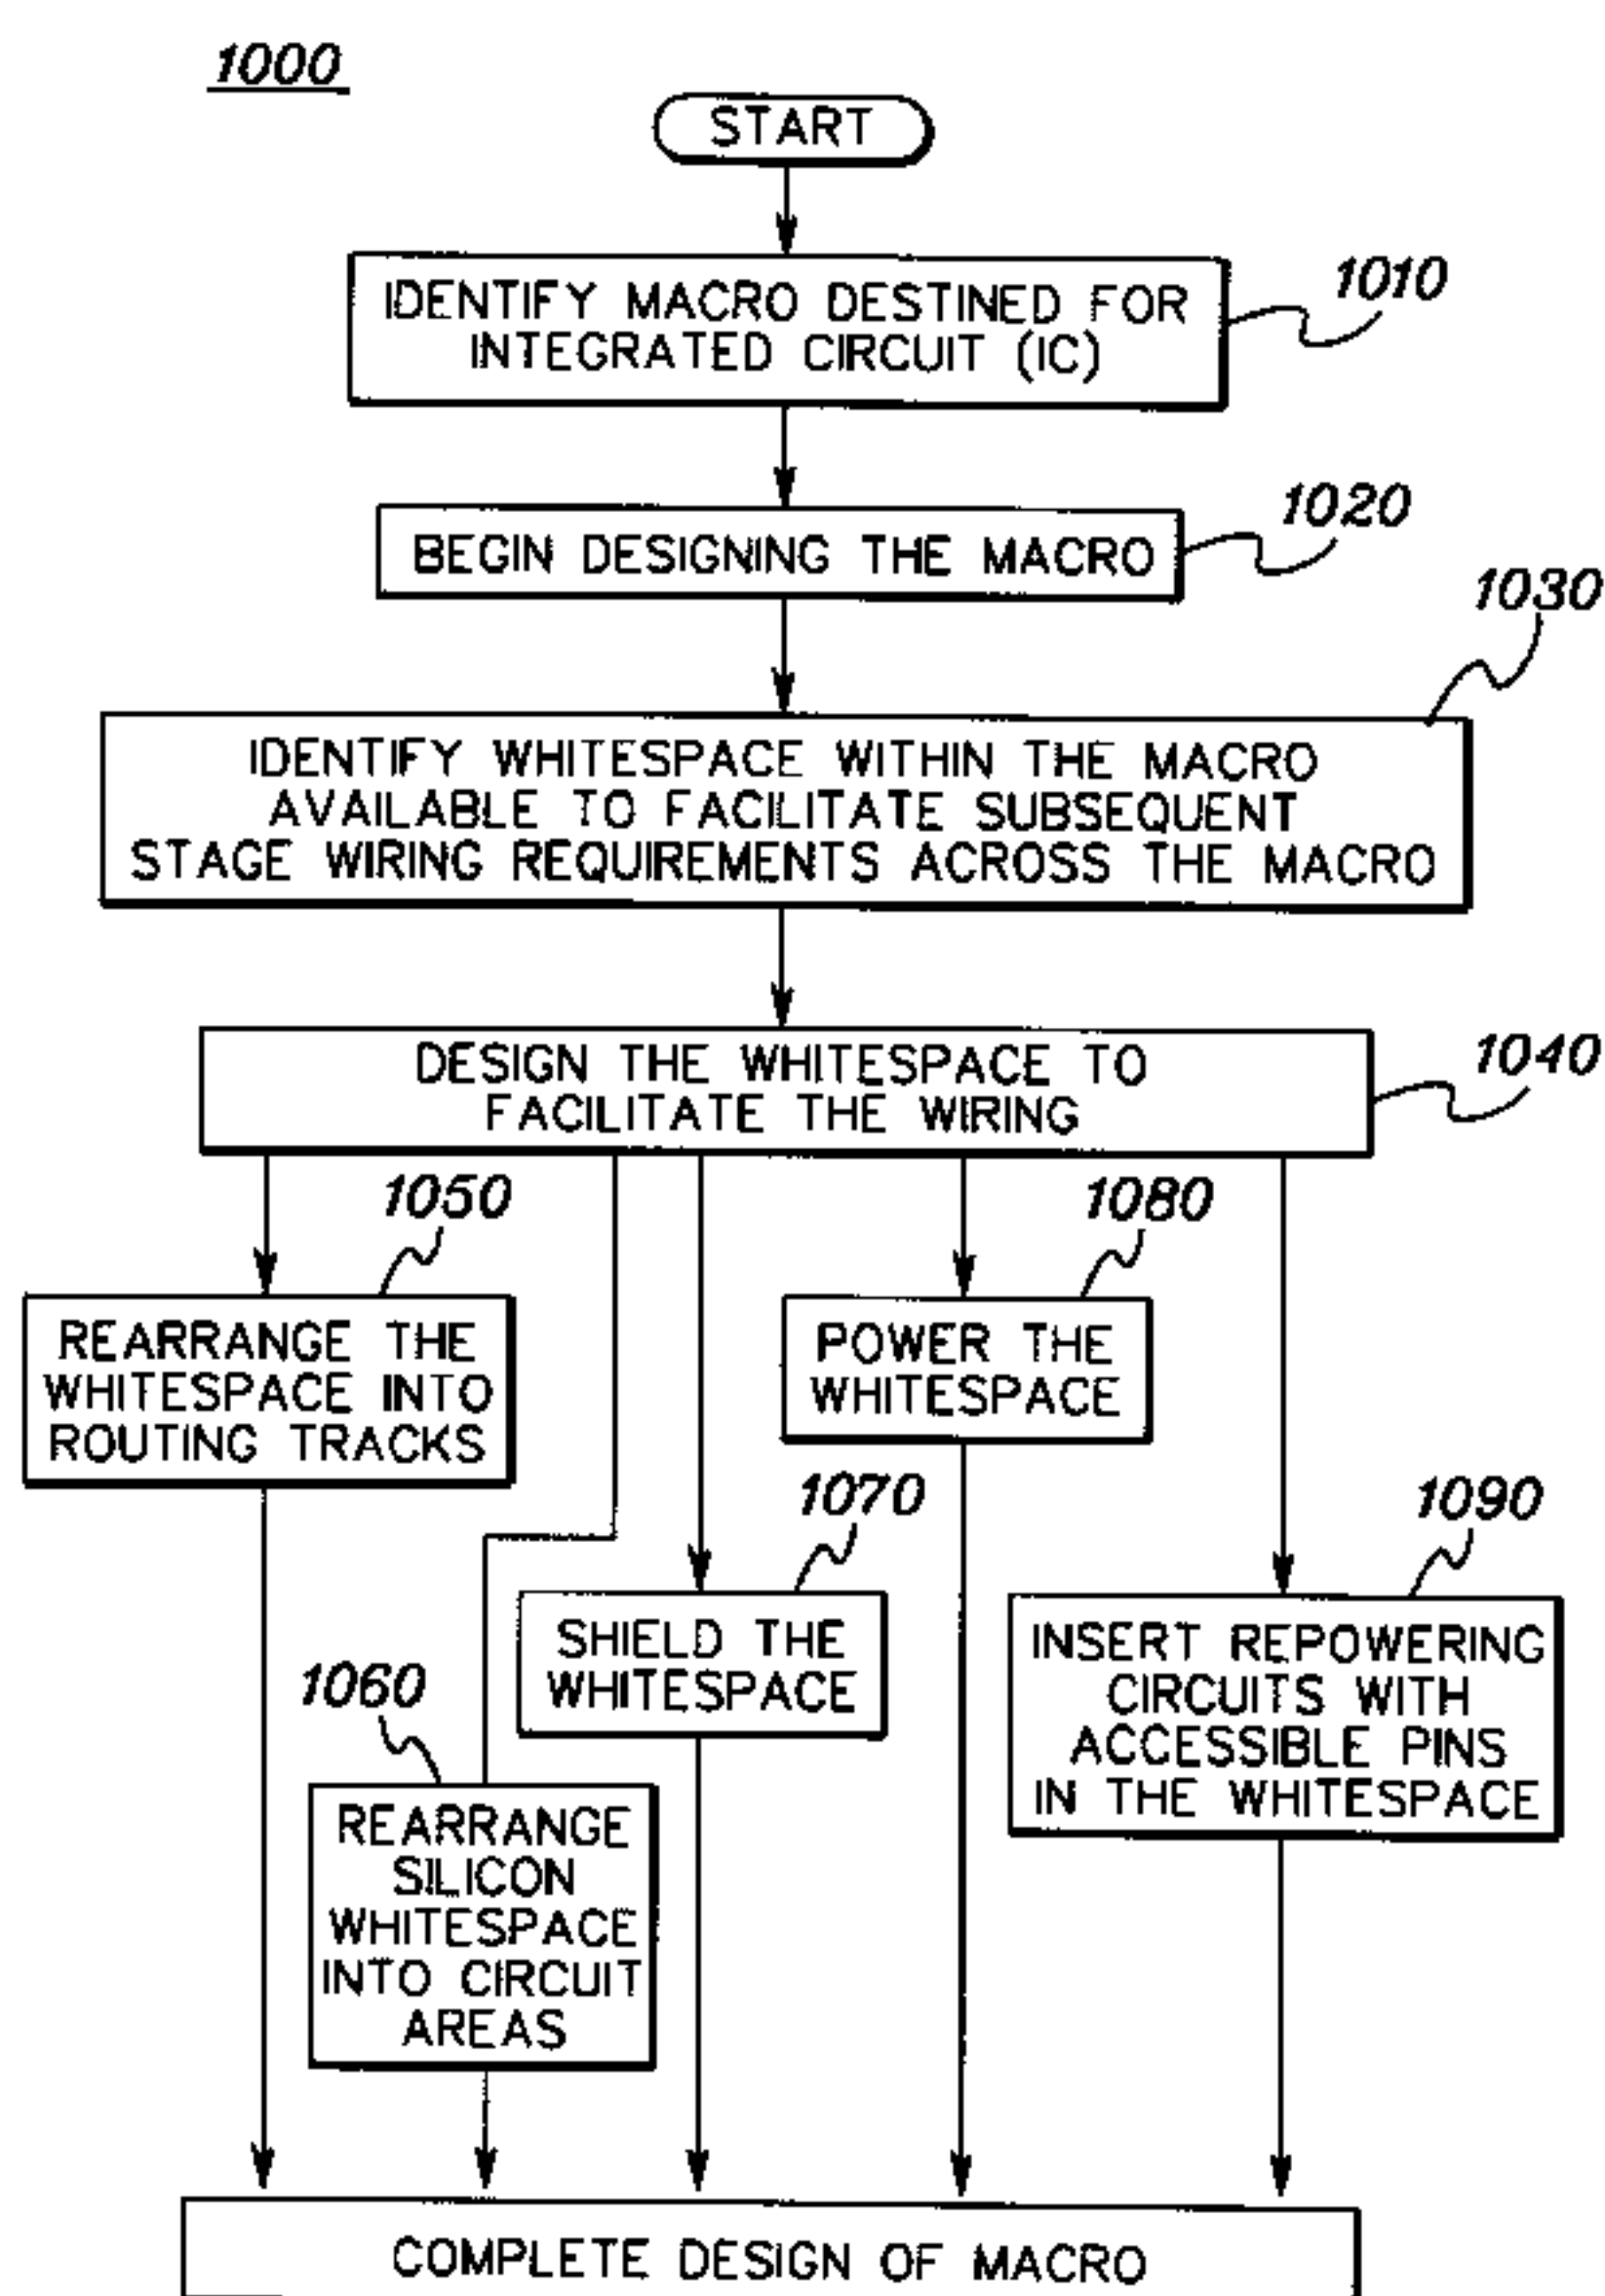 1000
START
1010
IDENTIFY MACRO DESTINED FOR
INTEGRATED CIRCUIT (IC)
1020
BEGIN DESIGNING THE MACRO
1030
IDENTIFY WHITESPACE WITHIN THE MACRO
AVAILABLE TO FACILITATE SUBSEQUENT
STAGE WIRING REQUIREMENTS ACROSS THE MACRO
1040
DESIGN THE WHITESPACE TO
FACILITATE THE WIRING
1050
REARRANGE THE
WHITESPACE INTO
ROUTING TRACKS
1080
POWER THE
WHITESPACE
1070
SHIELD THE
WHITESPACE
1090
INSERT REPOWERING
CIRCUITS WITH
ACCESSIBLE PINS
IN THE WHITESPACE
1060
REARRANGE
SILICON
WHITESPACE
INTO CIRCUIT
AREAS
COMPLETE DESIGN OF MACRO